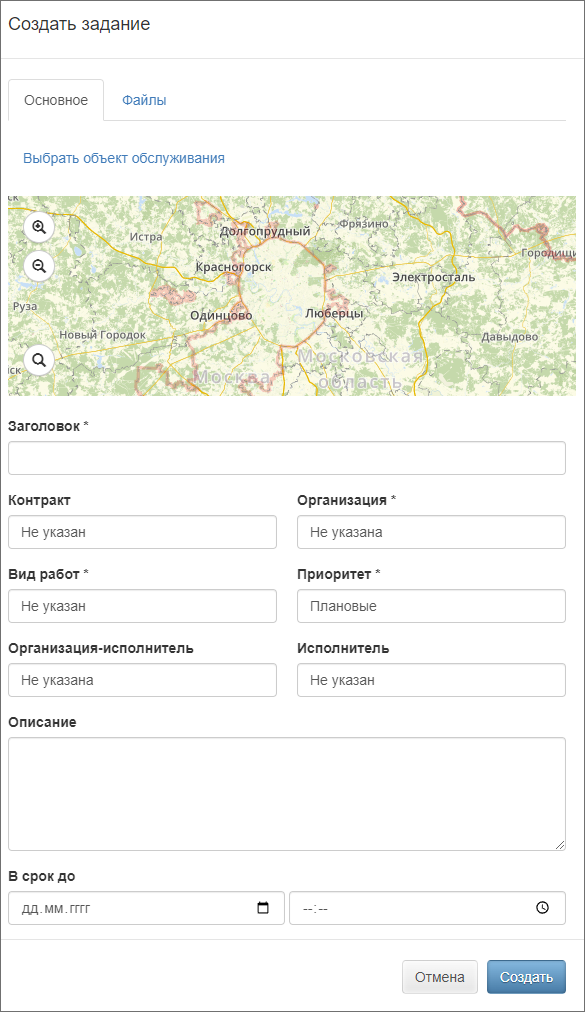 Создать задание
Основное Файлы
Выбрать объект обслуживания
Долгопрудный Фрязино
Истра
Красногорск Городищи
Электросталь
Руза
Одинцово Люберцы
Новый Городок Давыдово
Московская
Москва область
Заголовок *
Контракт Организация *
Не указан Не указана
Вид работ * Приоритет *
Не указан Плановые
Организация-исполнитель Исполнитель
Не указана Не указан
Описание
В срок до
дд.мм.гггг --:--
Отмена Создать